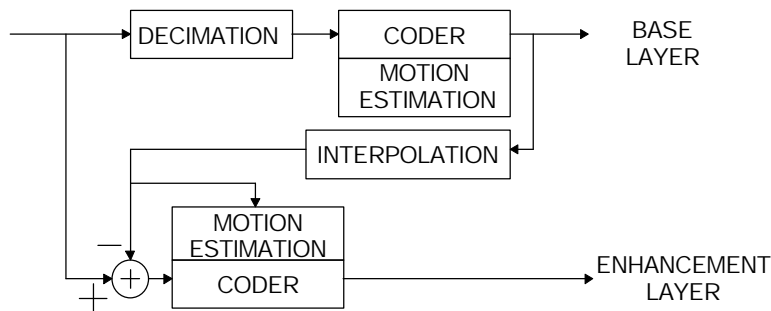 DECIMATION
CODER
MOTION
ESTIMATION
BASE
LAYER
INTERPOLATION
MOTION
ESTIMATION
CODER
ENHANCEMENT
LAYER
−
+
+